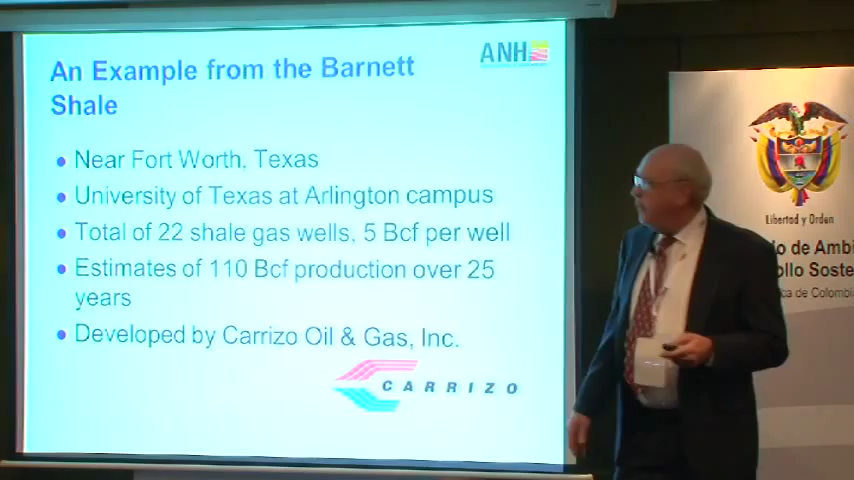 An Example from the Barnett
Shale
ANH
• Near Fort Worth, Texas
• University of Texas at Arlington campus
• Total of 22 shale gas wells, 5 Bcf per well
• Estimates of 110 Bcf production over 25
years
• Developed by Carrizo Oil & Gas, Inc.
CARRIZO
Libertad y Orden
o de Ambi
ollo Soste
ca de Colombi